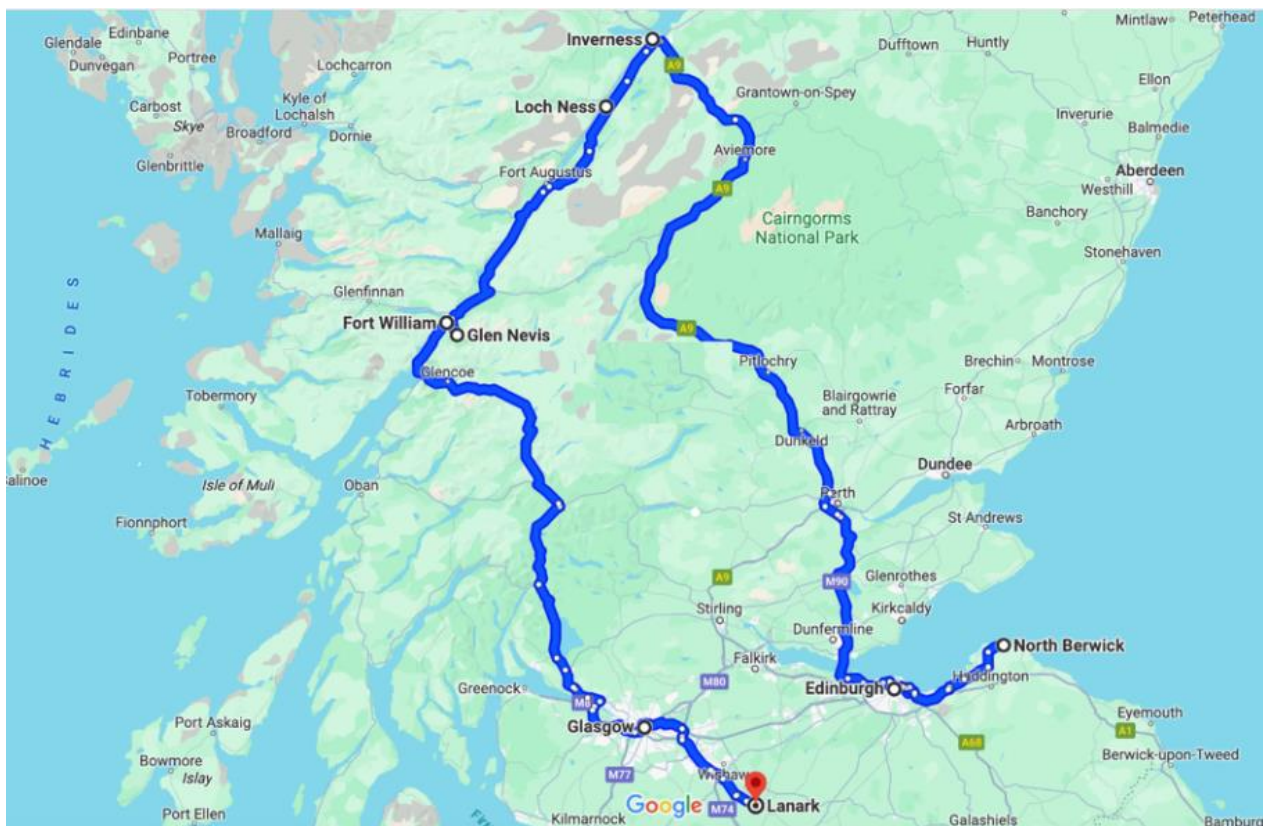 Mintlaw
Peterhead
Glendale
Edinbane
Dunvegan
Portree
Lochcarron
Inverness
Dufftown
Huntly
A9
Ellon
Carbost
Skye
Kyle of
Lochalsh
Loch Ness
Grantown-on-Spey
Inverurie
Broadford
Dornie
Balmedie
Glenbrittle
Aviemore
Fort Augustus
Aberdeen
Westhill
A9
Banchory
Mallaig
Cairngorms
National Park
Stonehaven
HEBRIDES
Glenfinnan
Fort William
Glen Nevis
A9
Pitlochry
Brechin
Montrose
Glencoe
Tobermory
Blairgowrie
and Rattray
Forfar
Arbroath
Dunkeld
Salinoe
Isle of Muli
Oban
Dundee
Perth
Fionnphort
St Andrews
A9
M90
Glenrothes
Stirling
Kirkcaldy
Dunfermline
North Berwick
Falkirk
Greenock
M80
Edinburgh
Haddington
M8
Port Askaig
Glasgow
Eyemouth
A1
A68
Bowmore
Islay
M77
Wishaw
Berwick-upon-Tweed
Google
M74
Lanark
Port Ellen
Kilmarnock
Galashiels
Bamburg